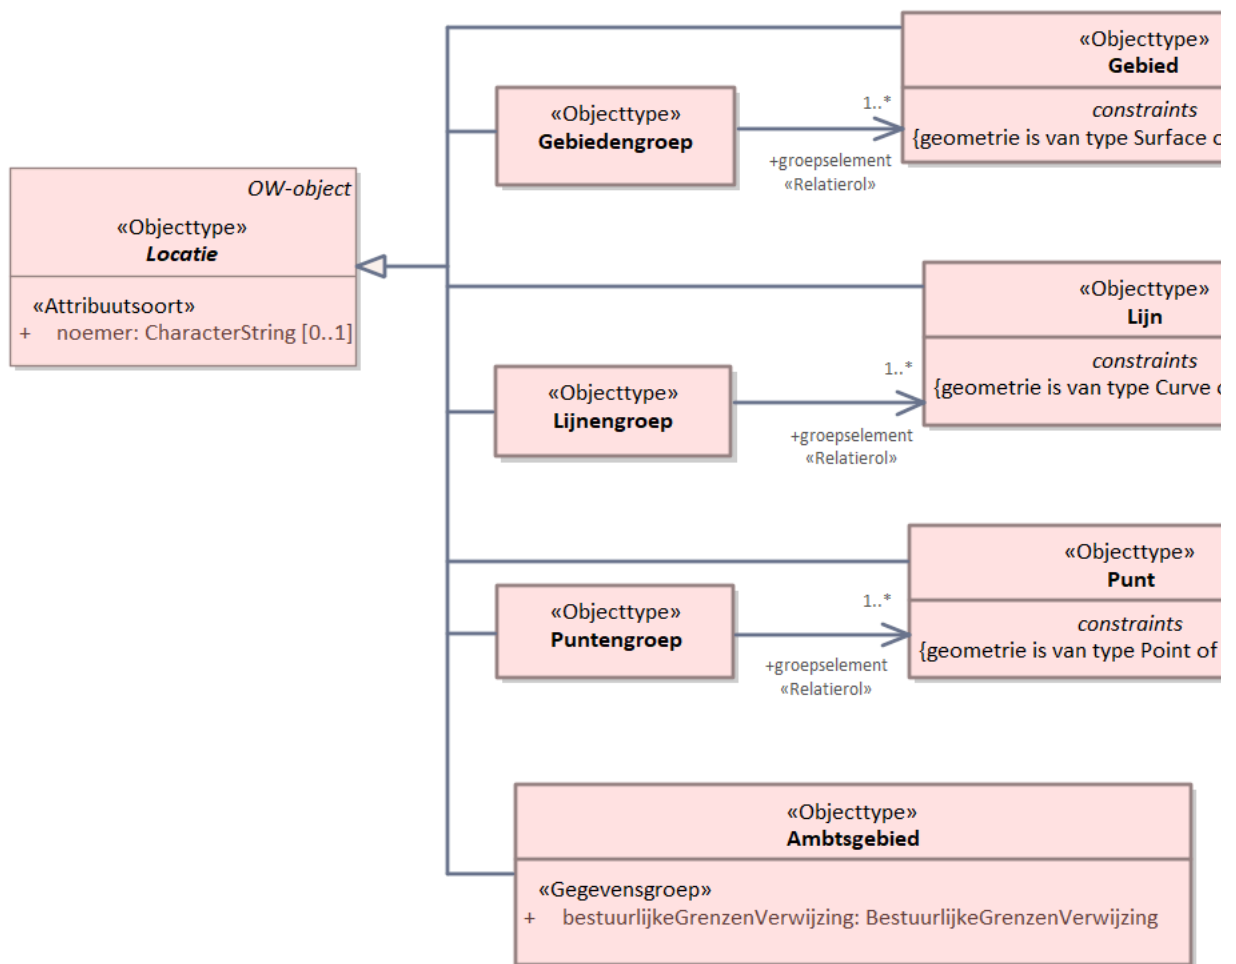 «Objecttype»
Gebied
constraints
{geometrie is van type Surface
1..*
+groepselement
«Relatierol»
«Objecttype»
Gebiedengroep
OW-object
«Objecttype»
Locatie
«Attribuutsoort»
+ noemer: CharacterString [0..1]
«Objecttype»
Lijn
constraints
{geometrie is van type Curve
1..*
+groepselement
«Relatierol»
«Objecttype»
Lijnengroep
«Objecttype»
Punt
constraints
{geometrie is van type Point of
1..*
+groepselement
«Relatierol»
«Objecttype»
Puntengroep
«Objecttype»
Ambtsgebied
«Gegevensgroep»
+ bestuurlijkeGrenzenVerwijzing: BestuurlijkeGrenzenVerwijzing